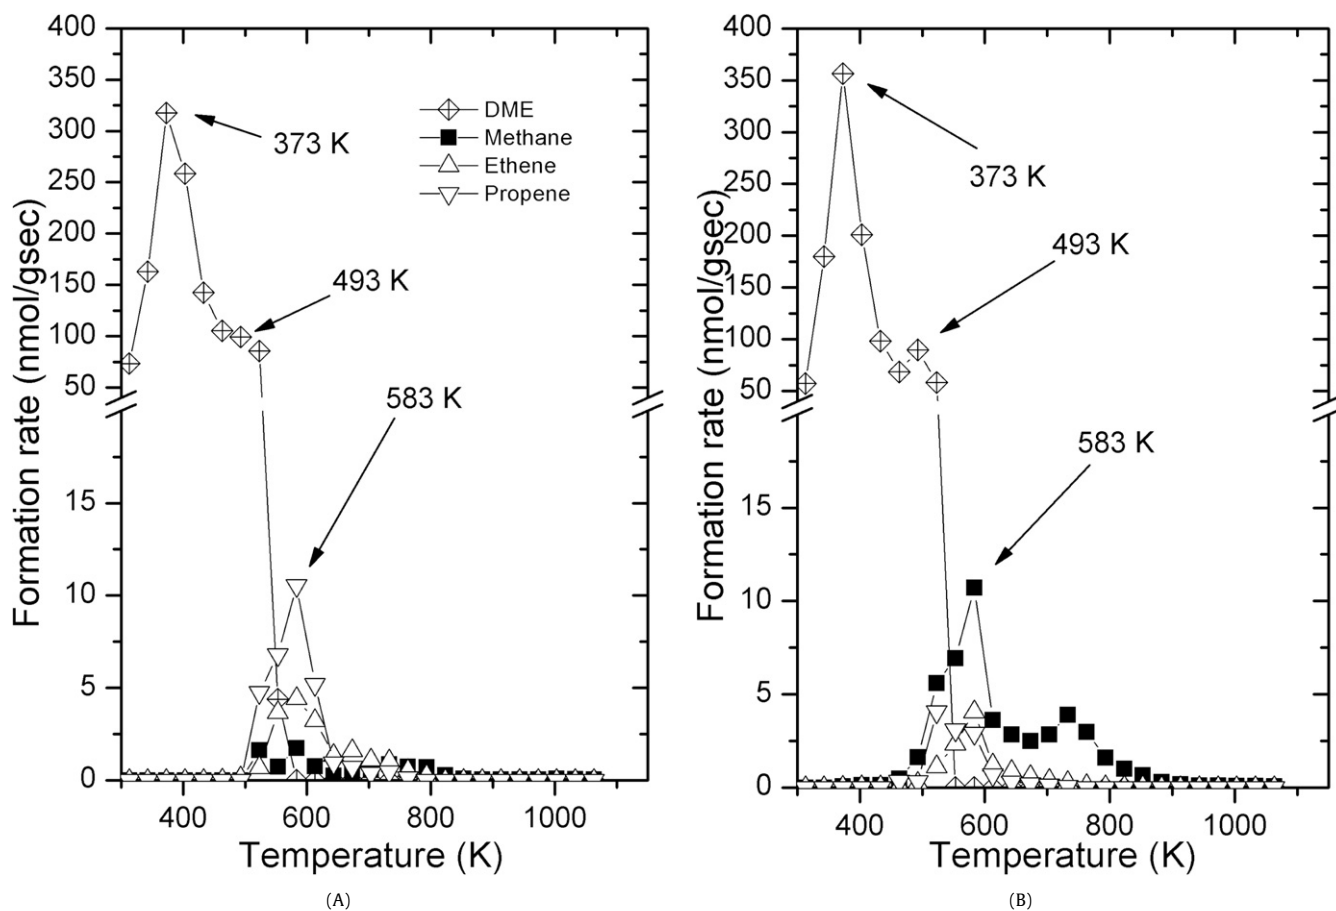 400
350
300
250
200
150
100
50
15
10
5
0
Formation rate (nmol/gsec)
373 K
493 K
583 K
DME
Methane
Ethene
Propene
400 600 800 1000
Temperature (K)
(A)
400
350
300
250
200
150
100
50
15
10
5
0
Formation rate (nmol/gsec)
373 K
493 K
583 K
400 600 800 1000
Temperature (K)
(B)